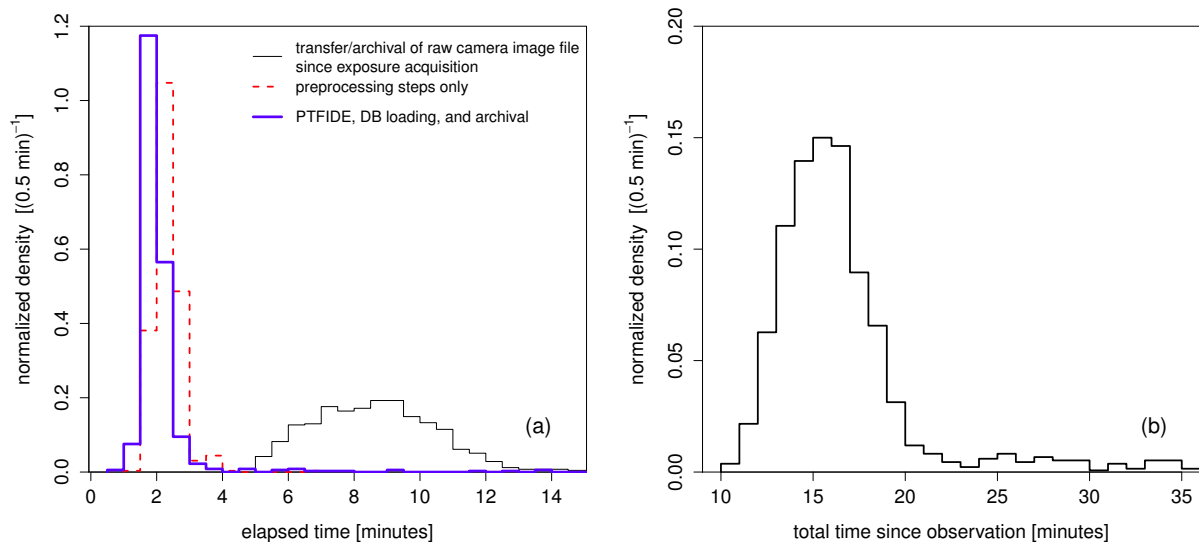 1.2
1.0
0.8
0.6
0.4
0.2
0.0
normalized density [(0.5 min)⁻¹]
transfer/archival of raw camera image file
since exposure acquisition
preprocessing steps only
PTFIDE, DB loading, and archival
(a)
0 2 4 6 8 10 12 14
elapsed time [minutes]
0.20
0.15
0.10
0.05
0.00
normalized density [(0.5 min)⁻¹]
(b)
10 15 20 25 30 35
total time since observation [minutes]